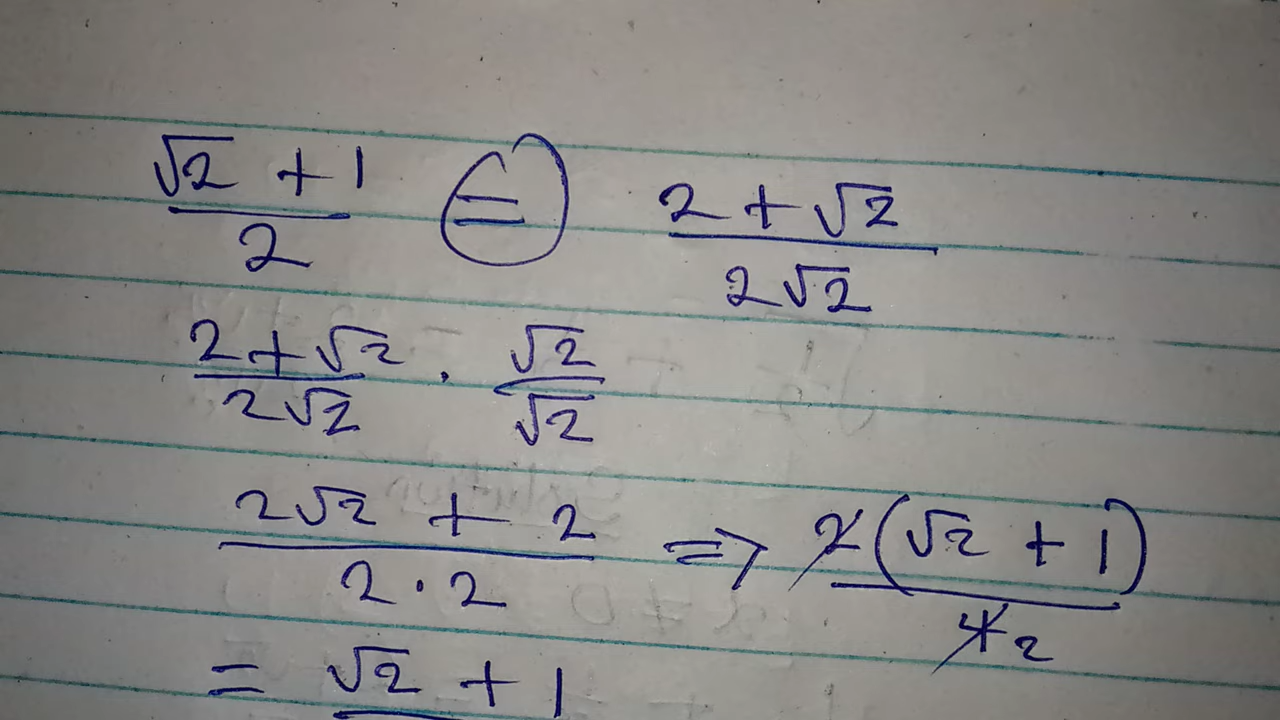 (√2 + 1)/2 = (2 + √2)/(2√2)
(2 + √2)/(2√2) · √2/√2
(2√2 + 2)/(2 · 2) => 2(√2 + 1)/4 2
= √2 + 1